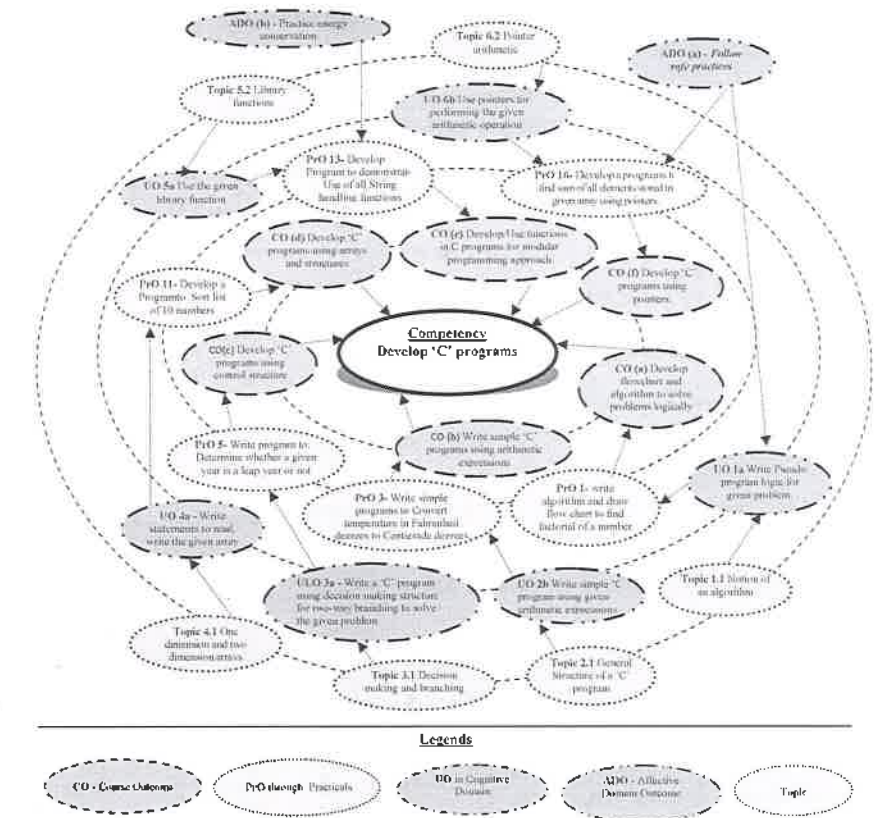 ADO (b) - Practice energy
conservation
Topic 6.2 Pointer
arithmetic
ADO (a) - Follow
safe practices
Topic 5.2 Library
functions
UO 6b Use pointers for
performing the given
arithmetic operation
PrO 13- Develop
Program to demonstrate
Use of all String
handling functions
PrO 16- Develop a programs to
find sum of all elements stored in
given array using pointers.
UO 5a Use the given
library function
CO (d) Develop 'C'
programs using arrays
and structures
CO (e) Develop/Use functions
in C programs for modular
programming approach
CO (f) Develop 'C'
programs using
pointers.
PrO 11- Develop a
Program to Sort list
of 10 numbers
Competency
Develop 'C' programs
CO(c) Develop 'C'
programs using
control structure
CO (a) Develop
flowchart and
algorithm to solve
problems logically
CO (b) Write simple 'C'
programs using arithmetic
expressions
PrO 5- Write program to
Determine whether a given
year is a leap year or not
PrO 3- Write simple
programs to Convert
temperature in Fahrenheit
degrees to Centigrade degrees
PrO 1- write
algorithm and draw
flow chart to find
factorial of a number
UO 1a Write Pseudo-
program logic for
given problem
UO 4a - Write
statements to read,
write the given array
ULO 3a - Write a 'C' program
using decision making structure
for two-way branching to solve
the given problem
UO 2b Write simple 'C'
program using given
arithmetic expressions
Topic 1.1 Notion of
an algorithm
Topic 4.1 One
dimension and two
dimension arrays
Topic 3.1 Decision
making and branching
Topic 2.1 General
Structure of a 'C'
program
Legends
CO - Course Outcome
PrO through Practicals
UO in Cognitive
Domain
ADO - Affective
Domain Outcome
Topic